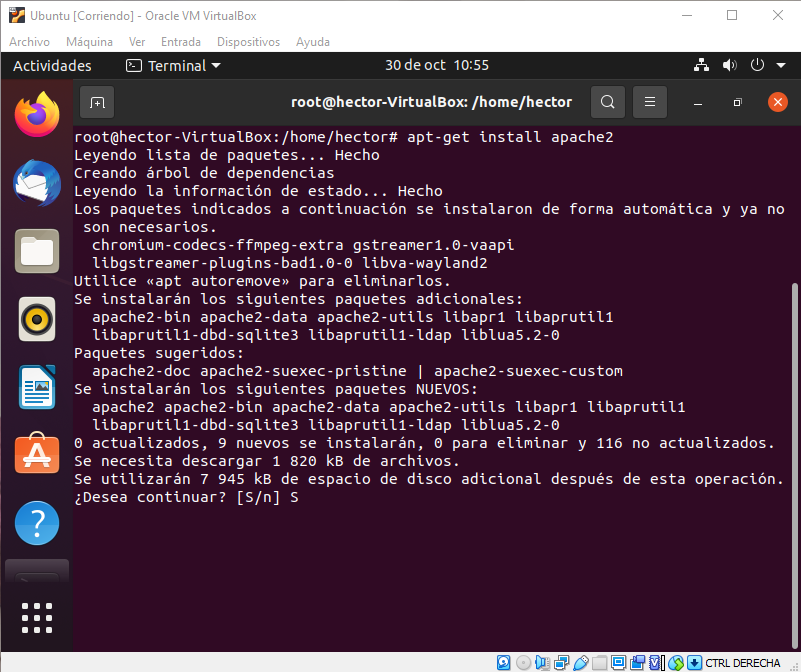 Ubuntu [Corriendo] - Oracle VM VirtualBox
Archivo Máquina Ver Entrada Dispositivos Ayuda
Actividades Terminal 30 de oct 10:55
root@hector-VirtualBox: /home/hector
root@hector-VirtualBox:/home/hector# apt-get install apache2
Leyendo lista de paquetes... Hecho
Creando árbol de dependencias
Leyendo la información de estado... Hecho
Los paquetes indicados a continuación se instalaron de forma automática y ya no
son necesarios.
chromium-codecs-ffmpeg-extra gstreamer1.0-vaapi
libgstreamer-plugins-bad1.0-0 libva-wayland2
Utilice «apt autoremove» para eliminarlos.
Se instalarán los siguientes paquetes adicionales:
apache2-bin apache2-data apache2-utils libapr1 libaprutil1
libaprutil1-dbd-sqlite3 libaprutil1-ldap liblua5.2-0
Paquetes sugeridos:
apache2-doc apache2-suexec-pristine | apache2-suexec-custom
Se instalarán los siguientes paquetes NUEVOS:
apache2 apache2-bin apache2-data apache2-utils libapr1 libaprutil1
libaprutil1-dbd-sqlite3 libaprutil1-ldap liblua5.2-0
0 actualizados, 9 nuevos se instalarán, 0 para eliminar y 116 no actualizados.
Se necesita descargar 1 820 kB de archivos.
Se utilizarán 7 945 kB de espacio de disco adicional después de esta operación.
¿Desea continuar? [S/n] S
CTRL DERECHA